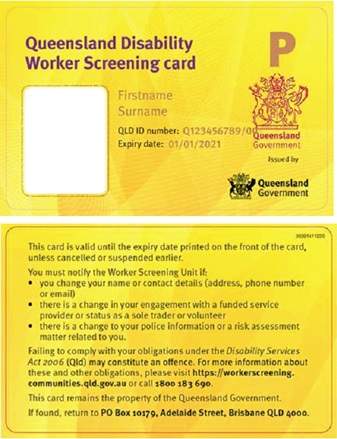 Queensland Disability
Worker Screening card
P
Firstname
Surname
QLD ID number: Q123456789/00
Expiry date: 01/01/2021
Queensland
Government
Issued by
Queensland
Government
This card is valid until the expiry date printed on the front of the card,
unless cancelled or suspended earlier.
You must notify the Worker Screening Unit if:
• you change your name or contact details (address, phone number
or email)
• there is a change in your engagement with a funded service
provider or status as a sole trader or volunteer
• there is a change to your police information or a risk assessment
matter related to you.
Failing to comply with your obligations under the Disability Services
Act 2006 (Qld) may constitute an offence. For more information about
these and other obligations, please visit https://workerscreening.
communities.qld.gov.au or call 1800 183 690.
This card remains the property of the Queensland Government.
If found, return to PO Box 10179, Adelaide Street, Brisbane QLD 4000.